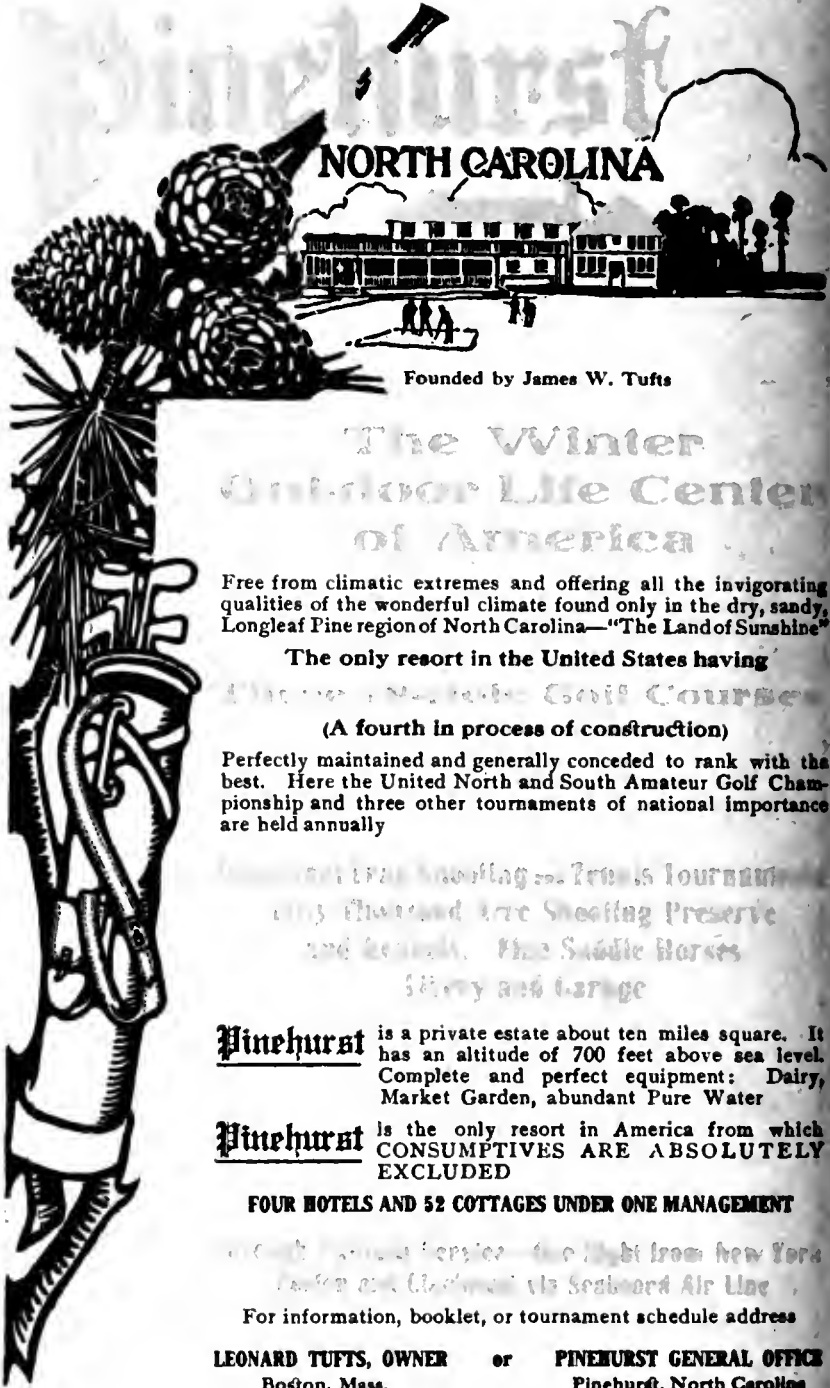 Pinehurst
NORTH CAROLINA
Founded by James W. Tufts
The Winter
Outdoor Life Center
of America
Free from climatic extremes and offering all the invigorating
qualities of the wonderful climate found only in the dry, sandy,
Longleaf Pine region of North Carolina—"The Land of Sunshine"
The only resort in the United States having
Golf Courses
(A fourth in process of construction)
Perfectly maintained and generally conceded to rank with the
best. Here the United North and South Amateur Golf Cham-
pionship and three other tournaments of national importance
are held annually
Shooting Preserve
and Fine Saddle Horses
Livery and Garage
Pinehurst is a private estate about ten miles square. It
has an altitude of 700 feet above sea level.
Complete and perfect equipment: Dairy,
Market Garden, abundant Pure Water
Pinehurst is the only resort in America from which
CONSUMPTIVES ARE ABSOLUTELY
EXCLUDED
FOUR HOTELS AND 52 COTTAGES UNDER ONE MANAGEMENT
Service Night from New York
via Seaboard Air Line
For information, booklet, or tournament schedule address
LEONARD TUFTS, OWNER or PINEHURST GENERAL OFFICE
Boston, Mass. Pinehurst, North Carolina